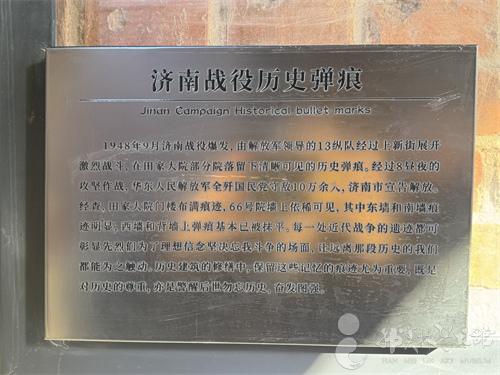 济南战役历史弹痕
Jinan Campaign Historical bullet marks
1948年9月济南战役爆发，由解放军领导的13纵队经过上新街展开
激烈战斗，在田家大院部分院落留下清晰可见的历史弹痕。经过8昼夜的
攻坚作战，华东人民解放军全歼国民党守敌10万余人，济南市宣告解放。
经查，田家大院门楼布满痕迹，66号院墙上依稀可见，其中东墙和南墙痕
迹明显，西墙和背墙上弹痕基本已被抹平。每一处近代战争的遗迹都可
彰显先烈们为了理想信念坚决忘我斗争的场面，让远离那段历史的我们
都能为之触动。历史建筑的修缮中，保留这些记忆的痕迹尤为重要，既是
对历史的尊重，亦是警醒后世勿忘历史，奋发图强。
HAN MEI LIN ART MUSEUM